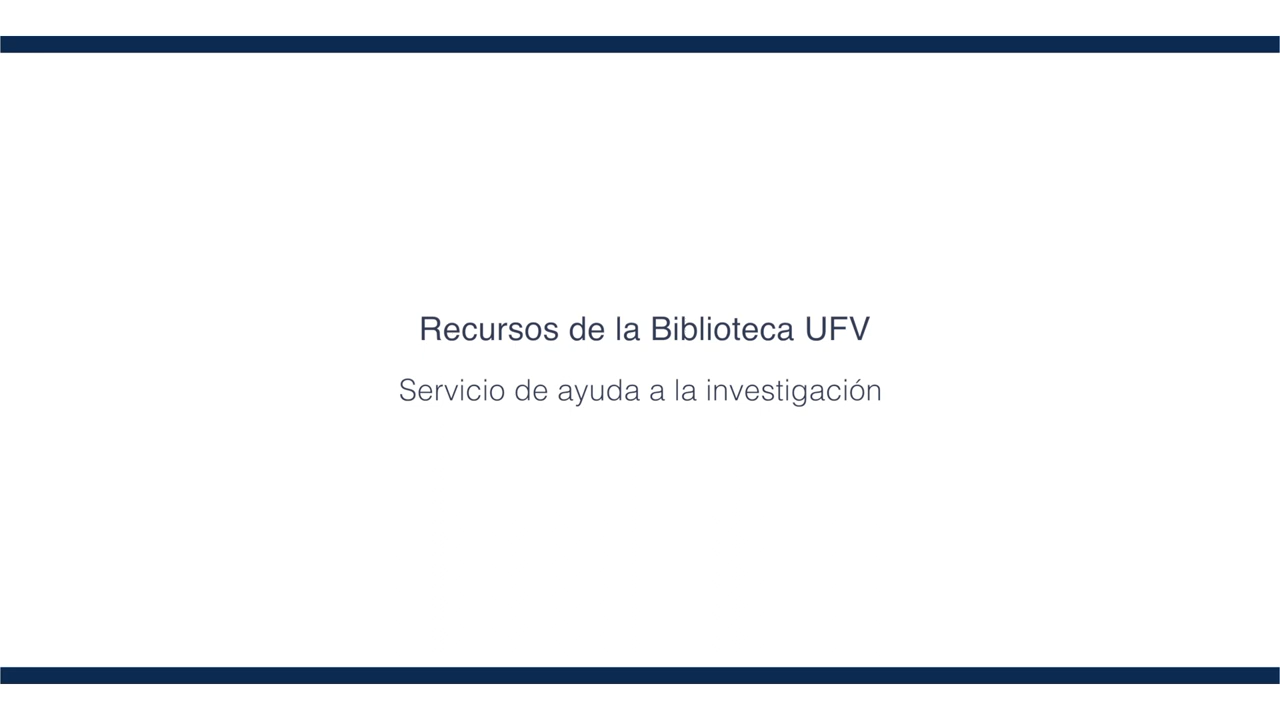 Recursos de la Biblioteca UFV
Servicio de ayuda a la investigación